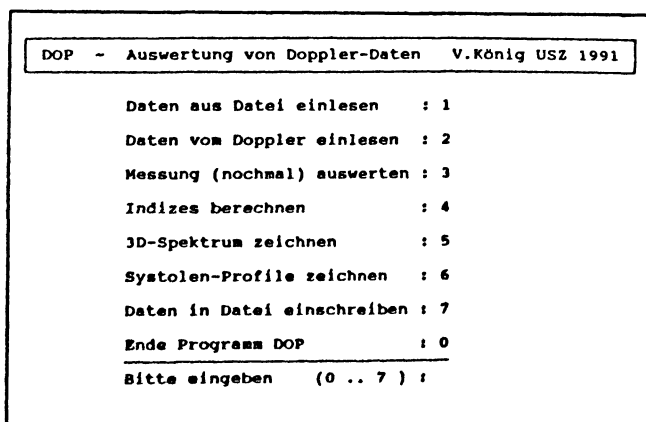 DOP ~ Auswertung von Doppler-Daten V.König USZ 1991
Daten aus Datei einlesen : 1
Daten vom Doppler einlesen : 2
Messung (nochmal) auswerten : 3
Indizes berechnen : 4
3D-Spektrum zeichnen : 5
Systolen-Profile zeichnen : 6
Daten in Datei einschreiben : 7
Ende Programm DOP : 0
Bitte eingeben (0 .. 7 ) :